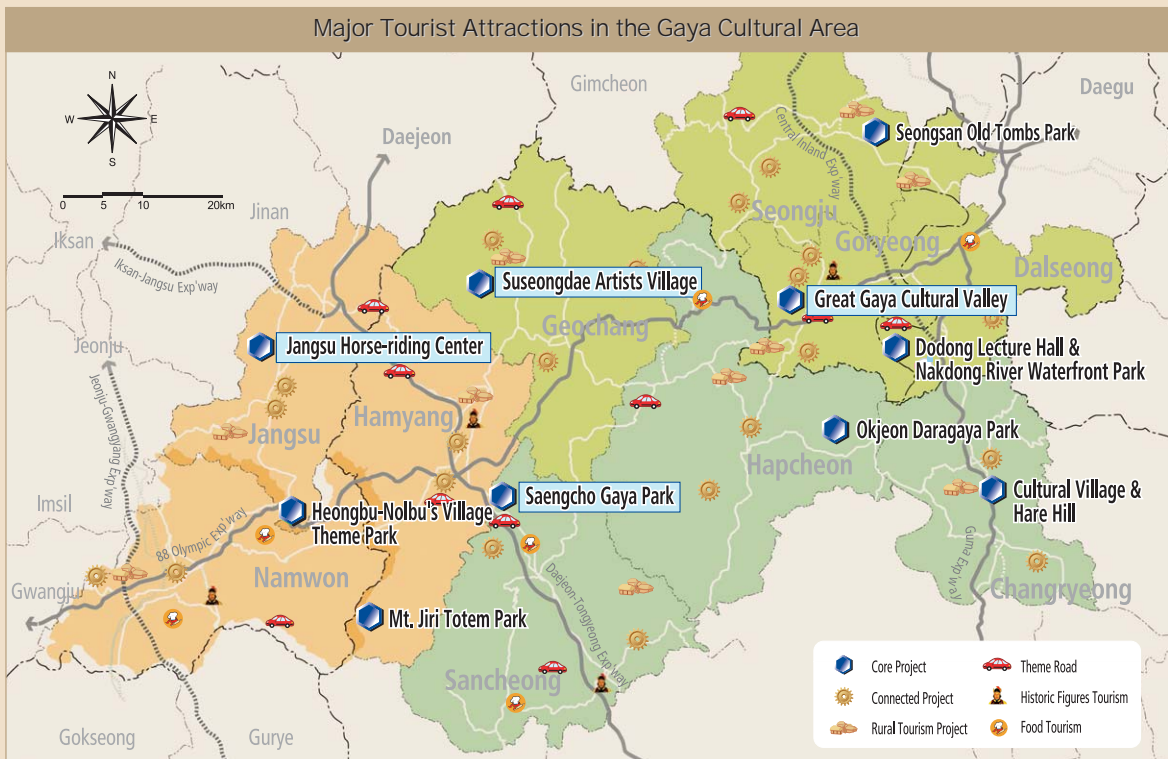 Major Tourist Attractions in the Gaya Cultural Area
N
W
E
S
0 5 10 20km
Gimcheon
Daegu
Daejeon
Jinan
Iksan
Iksan-Jangsu Exp'way
Central Inland Exp'way
Seongsan Old Tombs Park
Seongju
Goryeong
Dalseong
Suseongdae Artists Village
Great Gaya Cultural Valley
Geochang
Jeonju
Jangsu Horse-riding Center
Dodong Lecture Hall &
Nakdong River Waterfront Park
Jeonju-Gwangyang Exp'way
Hamyang
Jangsu
Okjeon Daragaya Park
Hapcheon
Imsil
Saengcho Gaya Park
Cultural Village &
Hare Hill
Heongbu-Nolbu's Village
Theme Park
88 Olympic Exp'way
Guma Exp'way
Namwon
Gwangju
Daejeon-Tongyeong Exp'way
Changryeong
Mt. Jiri Totem Park
Sancheong
Gokseong
Gurye
Core Project
Theme Road
Connected Project
Historic Figures Tourism
Rural Tourism Project
Food Tourism